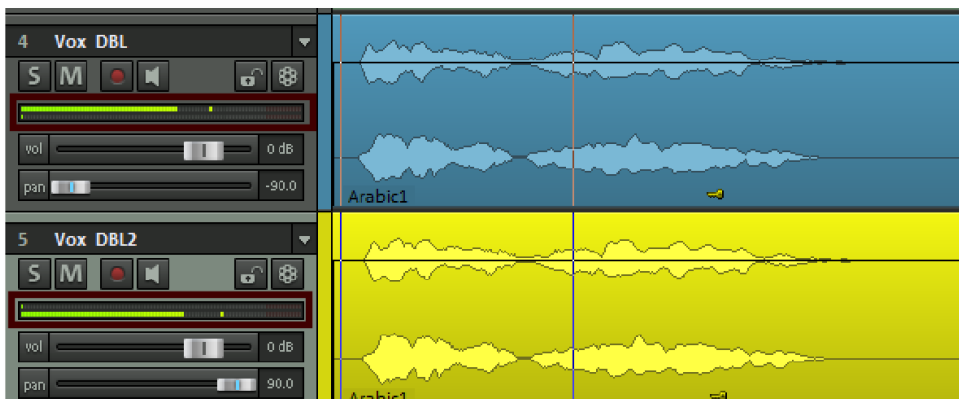 4 Vox DBL
S M
vol 0 dB
pan -90.0
Arabic1
5 Vox DBL2
S M
vol 0 dB
pan 90.0
Arabic1